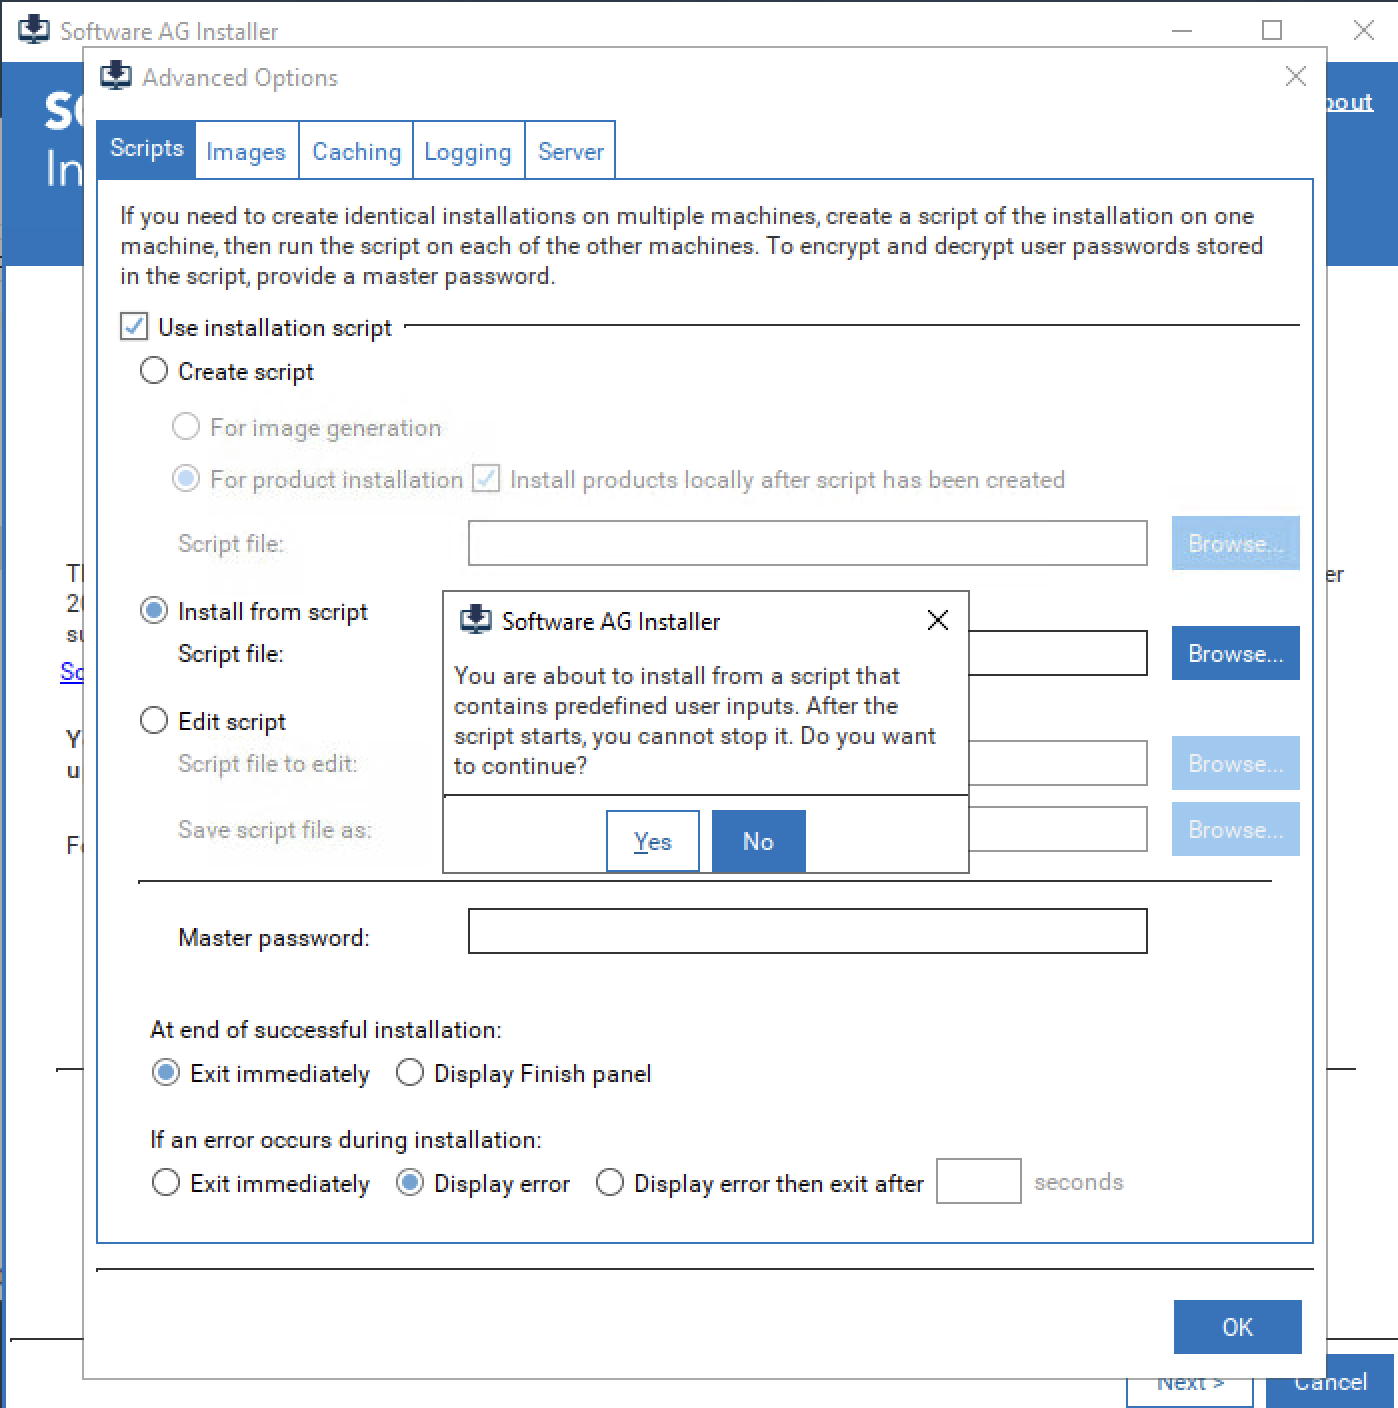 Software AG Installer
Advanced Options
bout
Scripts Images Caching Logging Server
If you need to create identical installations on multiple machines, create a script of the installation on one
machine, then run the script on each of the other machines. To encrypt and decrypt user passwords stored
in the script, provide a master password.
Use installation script
Create script
For image generation
For product installation Install products locally after script has been created
Script file: Browse...
Install from script
Script file: Browse...
Software AG Installer
You are about to install from a script that
contains predefined user inputs. After the
script starts, you cannot stop it. Do you want
to continue?
Yes No
Edit script
Script file to edit: Browse...
Save script file as: Browse...
Master password:
At end of successful installation:
Exit immediately Display Finish panel
If an error occurs during installation:
Exit immediately Display error Display error then exit after seconds
OK
Next > Cancel